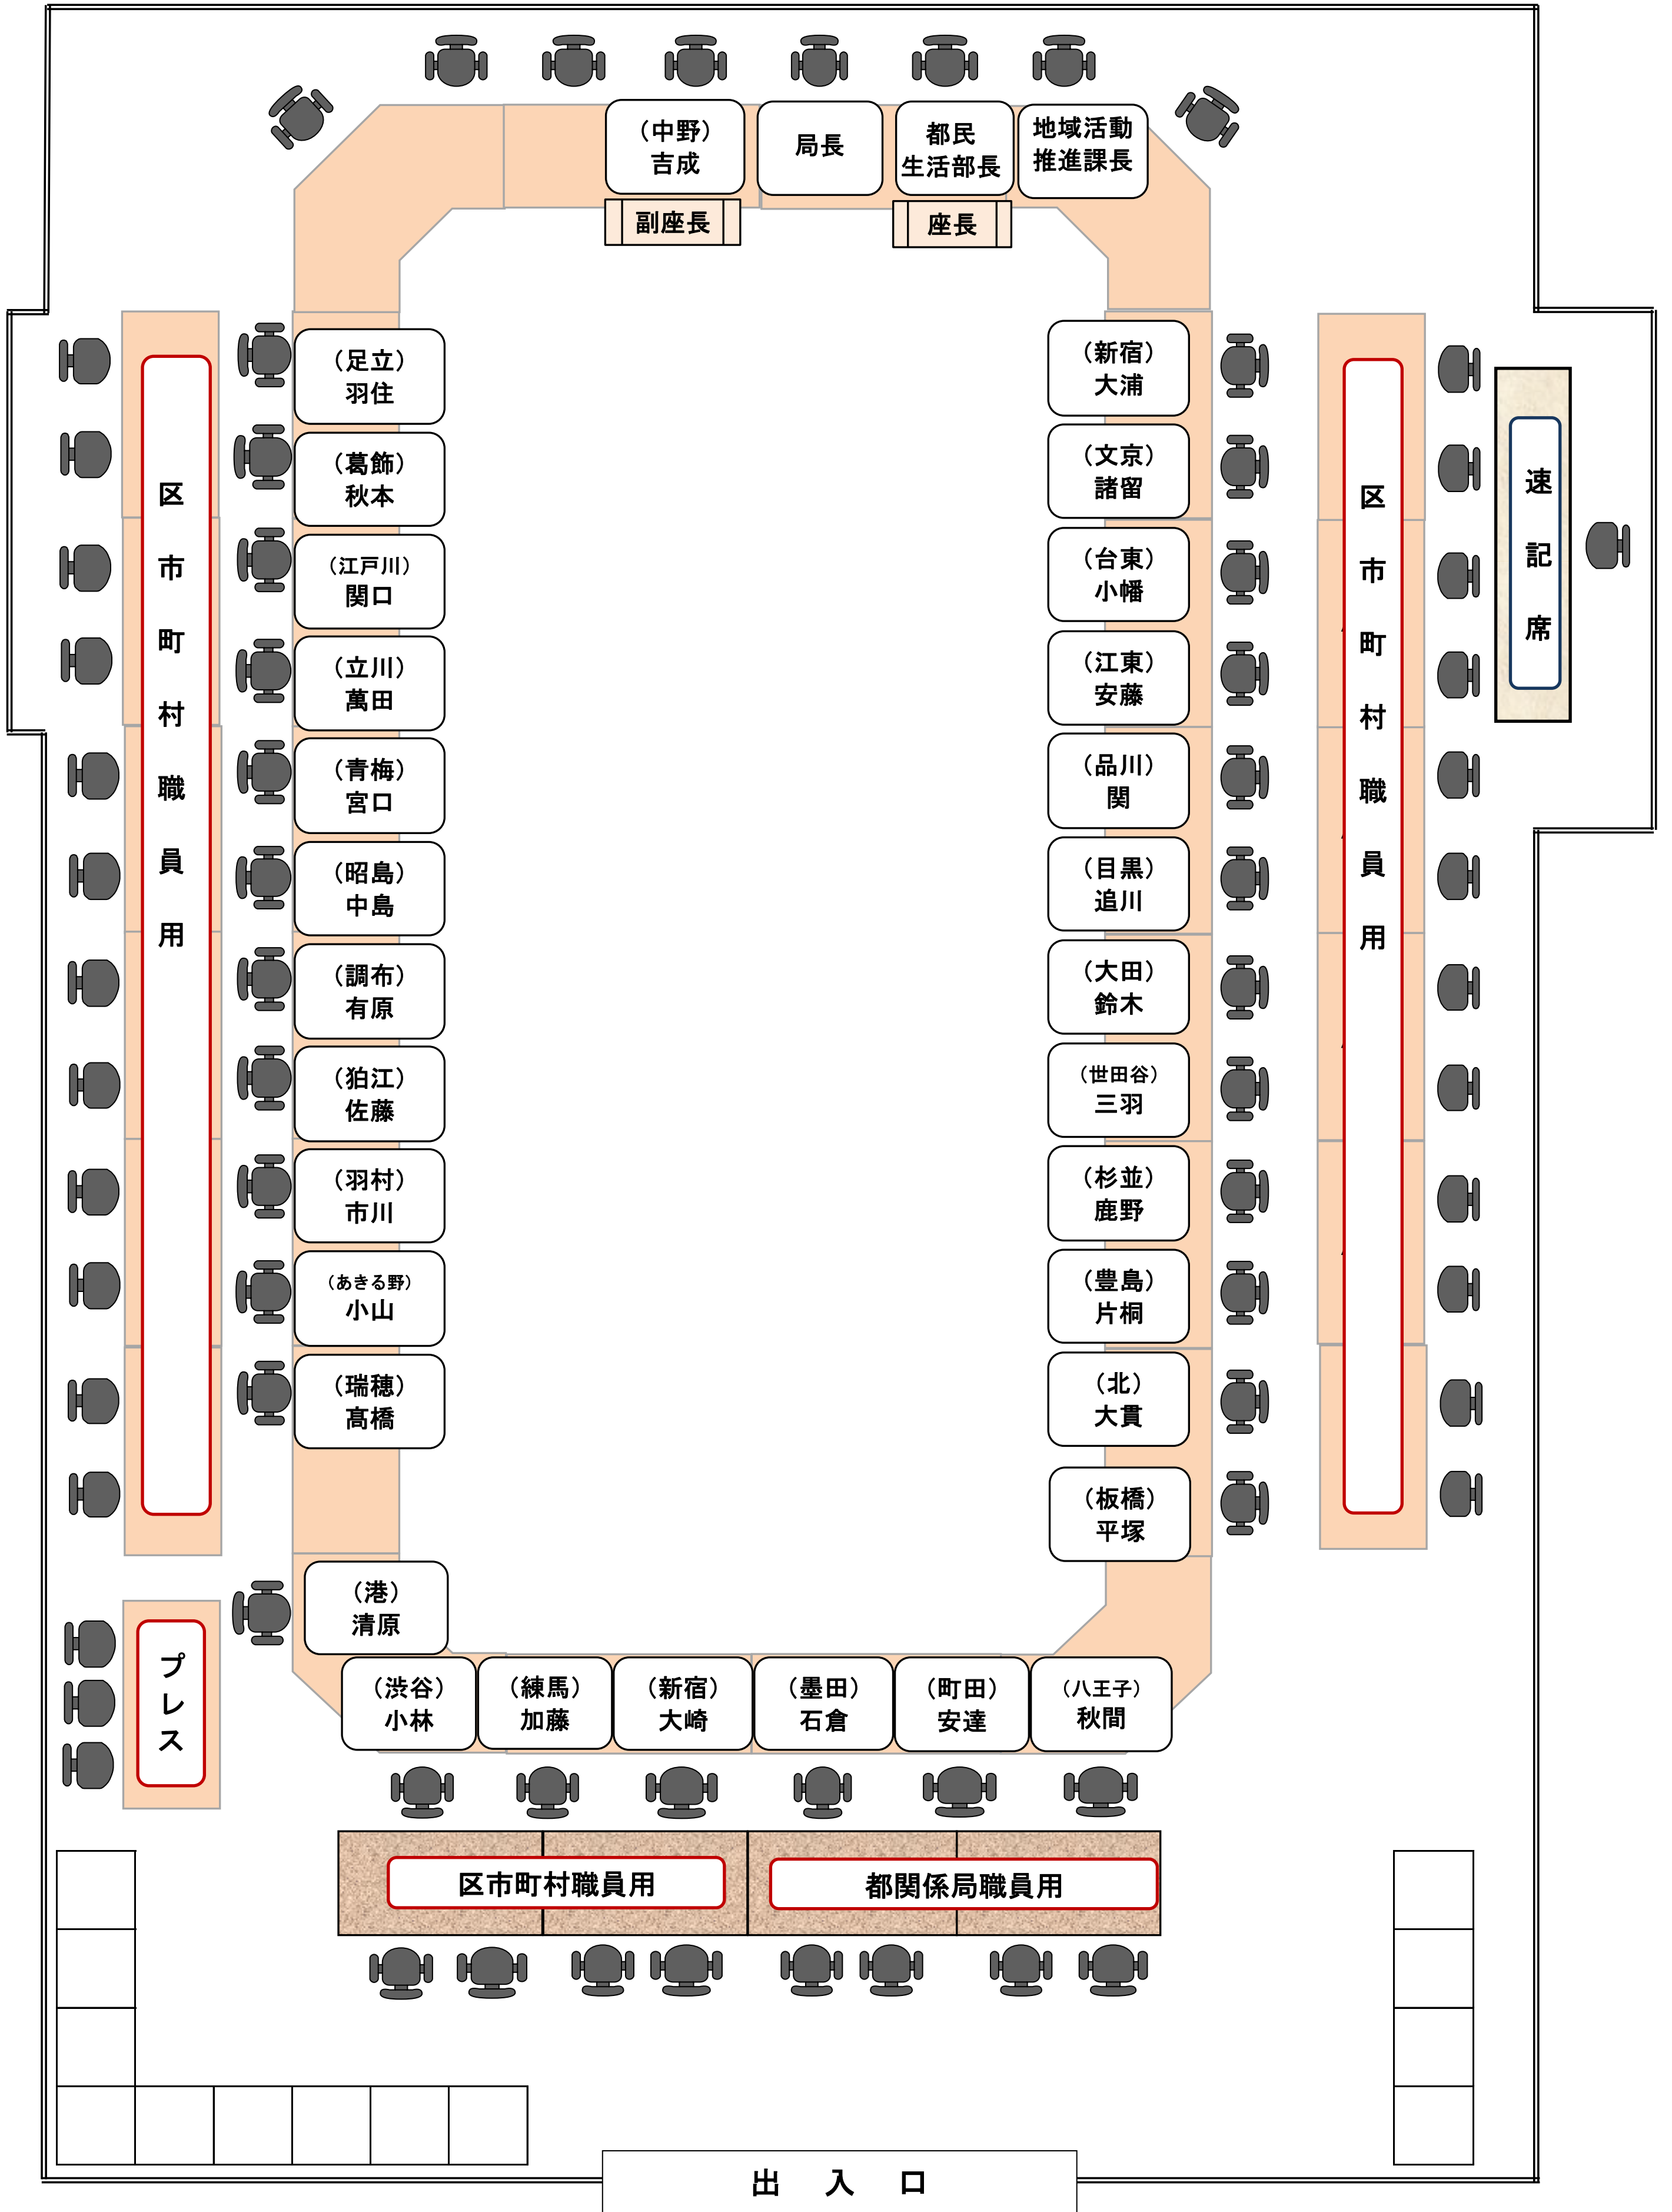 （中野）
吉成
局長
都民
生活部長
地域活動
推進課長
副座長
座長
区市町村職員用
（足立）
羽住
（葛飾）
秋本
（江戸川）
関口
（立川）
萬田
（青梅）
宮口
（昭島）
中島
（調布）
有原
（狛江）
佐藤
（羽村）
市川
（あきる野）
小山
（瑞穂）
髙橋
（港）
清原
（新宿）
大浦
（文京）
諸留
（台東）
小幡
（江東）
安藤
（品川）
関
（目黒）
追川
（大田）
鈴木
（世田谷）
三羽
（杉並）
鹿野
（豊島）
片桐
（北）
大貫
（板橋）
平塚
区市町村職員用
速記席
プレス
（渋谷）
小林
（練馬）
加藤
（新宿）
大崎
（墨田）
石倉
（町田）
安達
（八王子）
秋間
区市町村職員用
都関係局職員用
出　入　口